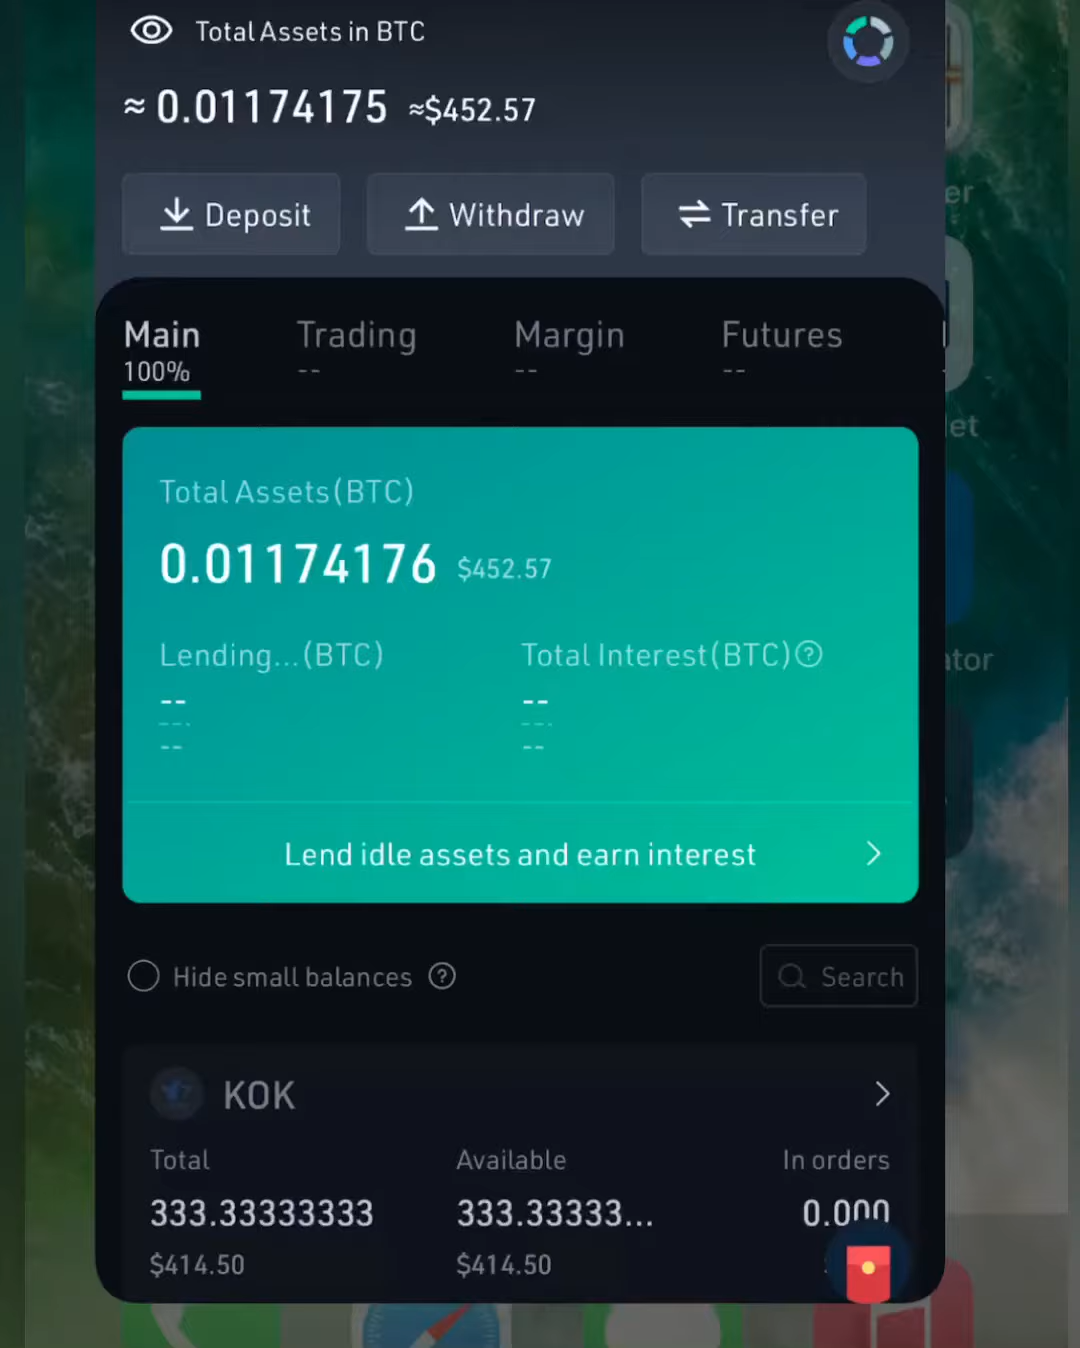 Total Assets in BTC
≈ 0.01174175 ≈$452.57
Deposit Withdraw Transfer
Main Trading Margin Futures
100% -- -- --
Total Assets(BTC)
0.01174176 $452.57
Lending...(BTC) Total Interest(BTC)?
-- --
--. --.
-- --
Lend idle assets and earn interest
Hide small balances ? Search
KOK
Total Available In orders
333.33333333 333.33333... 0.000
$414.50 $414.50